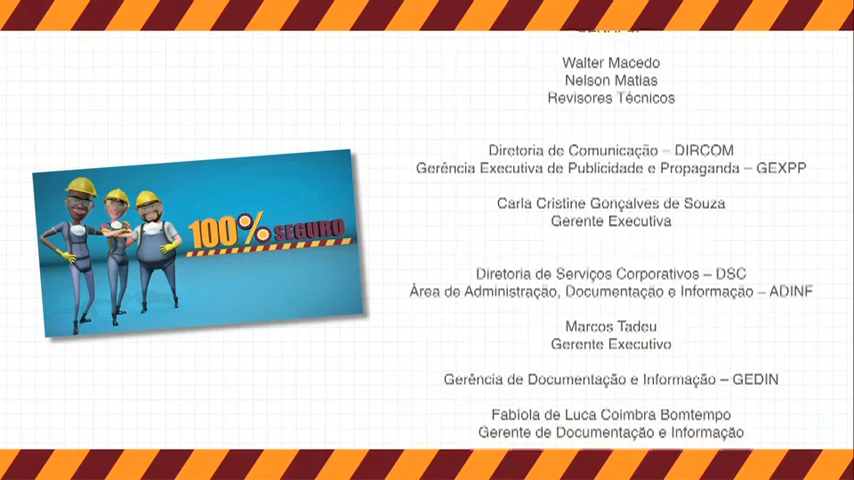 Walter Macedo
Nelson Matias
Revisores Técnicos
Diretoria de Comunicação – DIRCOM
Gerência Executiva de Publicidade e Propaganda – GEXPP
Carla Cristine Gonçalves de Souza
Gerente Executiva
100% SEGURO
Diretoria de Serviços Corporativos – DSC
Área de Administração, Documentação e Informação – ADINF
Marcos Tadeu
Gerente Executivo
Gerência de Documentação e Informação – GEDIN
Fabíola de Luca Coimbra Bomtempo
Gerente de Documentação e Informação